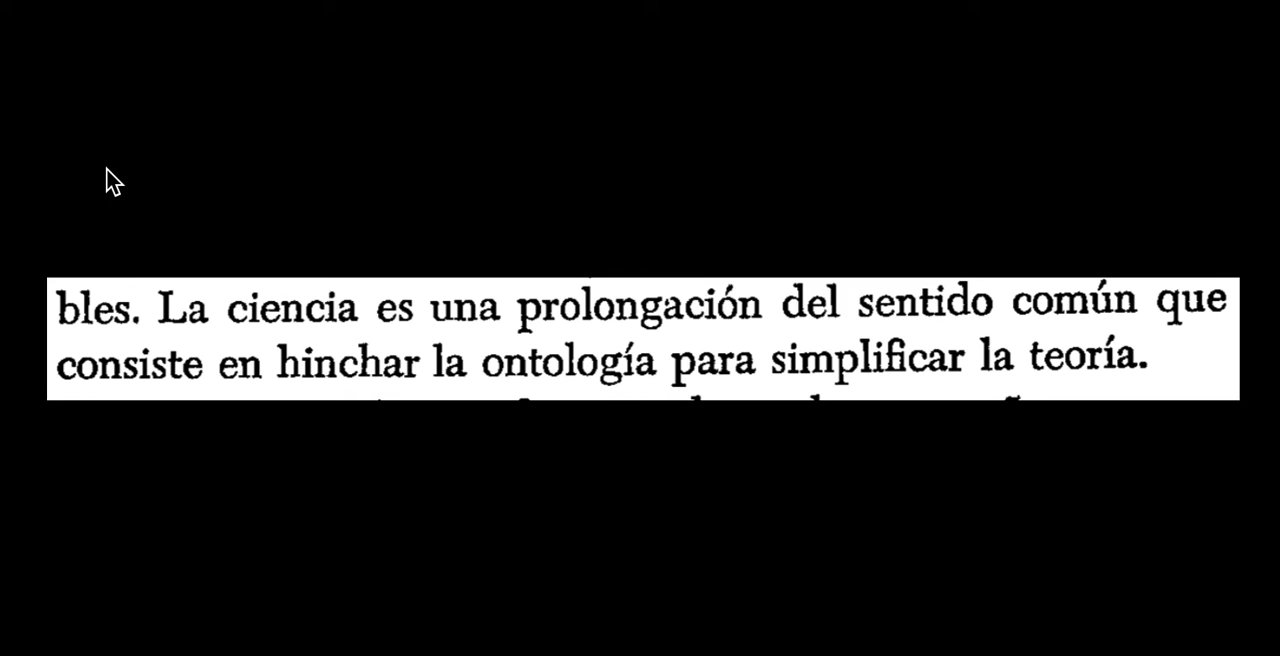 bles. La ciencia es una prolongación del sentido común que
consiste en hinchar la ontología para simplificar la teoría.